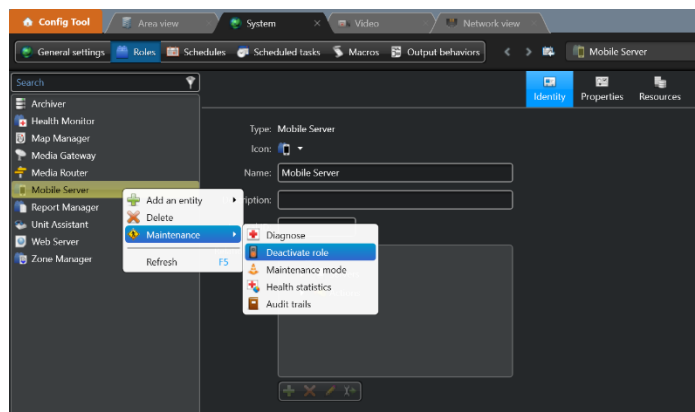 Config Tool
Area view
System
Video
Network view
General settings
Roles
Schedules
Scheduled tasks
Macros
Output behaviors
Mobile Server
Search
Identity
Properties
Resources
Archiver
Health Monitor
Map Manager
Media Gateway
Media Router
Mobile Server
Report Manager
Unit Assistant
Web Server
Zone Manager
Type: Mobile Server
Icon:
Name: Mobile Server
ription:
Add an entity
Delete
Maintenance
Refresh F5
Diagnose
Deactivate role
Maintenance mode
Health statistics
Audit trails